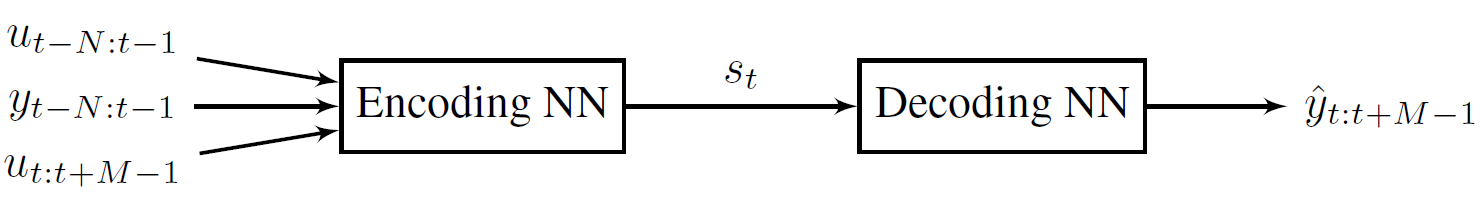 u_{t−N:t−1}
y_{t−N:t−1}
u_{t:t+M−1}
Encoding NN
s_t
Decoding NN
ŷ_{t:t+M−1}